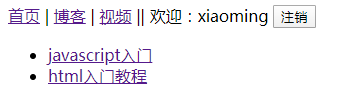 首页 | 博客 | 视频 || 欢迎：xiaoming 注销
javascript入门
html入门教程